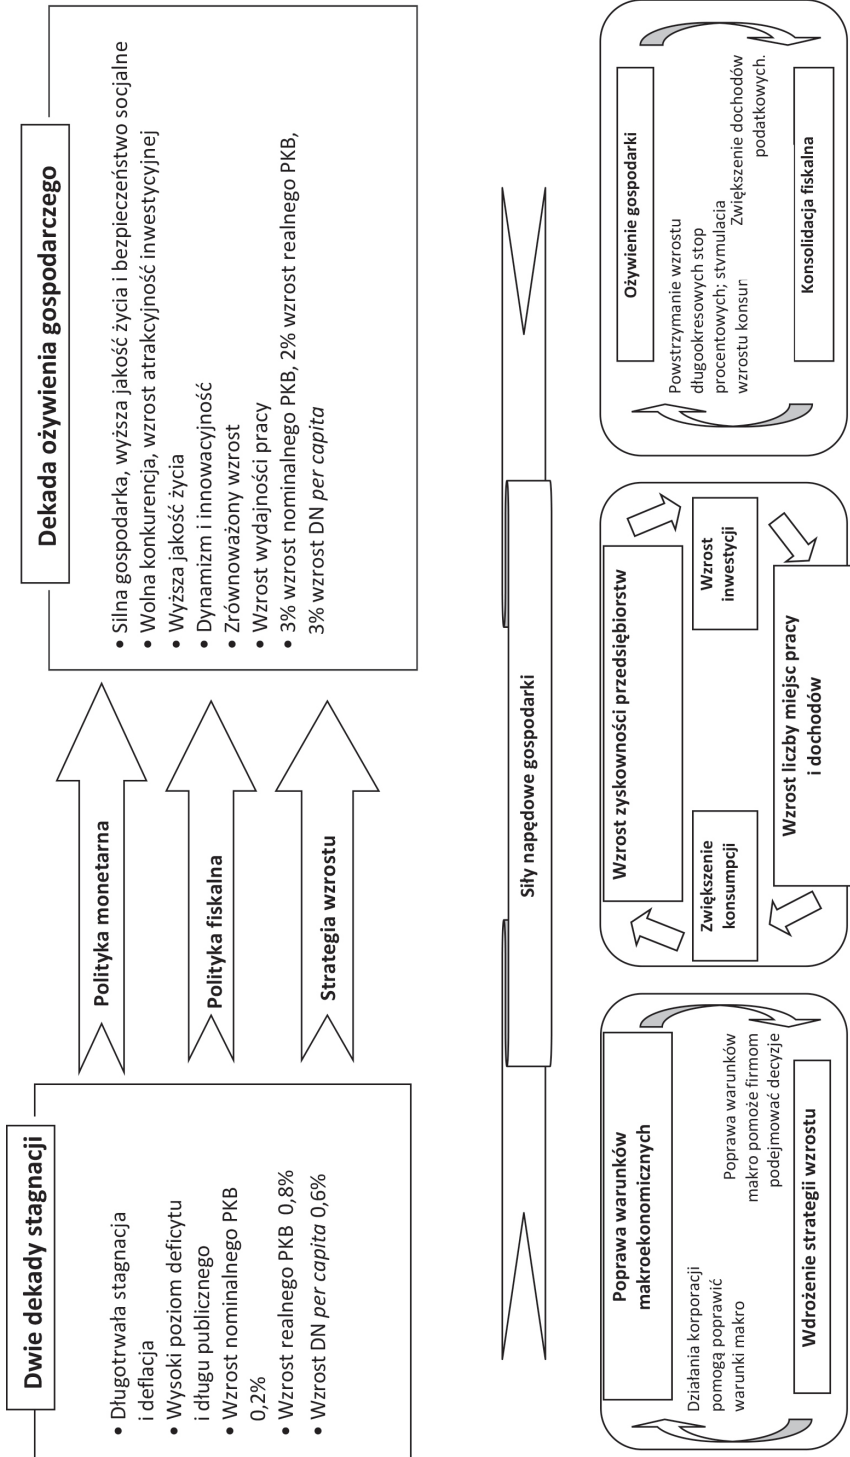 Dwie dekady stagnacji
• Długotrwała stagnacja
i deflacja
• Wysoki poziom deficytu
i długu publicznego
• Wzrost nominalnego PKB
0,2%
• Wzrost realnego PKB 0,8%
• Wzrost DN per capita 0,6%
Polityka monetarna
Polityka fiskalna
Strategia wzrostu
Dekada ożywienia gospodarczego
• Silna gospodarka, wyższa jakość życia i bezpieczeństwo socjalne
• Wolna konkurencja, wzrost atrakcyjność inwestycyjnej
• Wyższa jakość życia
• Dynamizm i innowacyjność
• Zrównoważony wzrost
• Wzrost wydajności pracy
• 3% wzrost nominalnego PKB, 2% wzrost realnego PKB,
3% wzrost DN per capita
Siły napędowe gospodarki
Poprawa warunków
makroekonomicznych
Działania korporacji
pomogą poprawić
warunki makro
Poprawa warunków
makro pomoże firmom
podejmować decyzje
Wdrożenie strategii wzrostu
Wzrost zyskowności przedsiębiorstw
Zwiększenie
konsumpcji
Wzrost
inwestycji
Wzrost liczby miejsc pracy
i dochodów
Ożywienie gospodarki
Powstrzymanie wzrostu
długookresowych stop
procentowych; stymulacja
wzrostu konsur
Zwiększenie dochodów
podatkowych.
Konsolidacja fiskalna